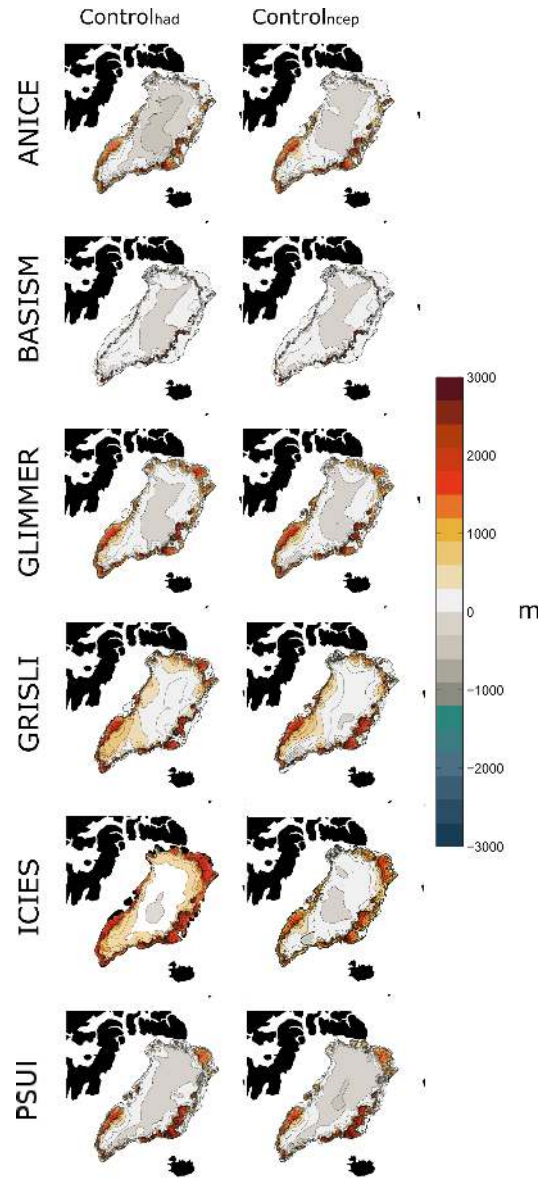 Controlhad Controlncep
ANICE
BASISM
GLIMMER
GRISLI
ICIES
PSUI
3000
2000
1000
0
−1000
−2000
−3000
m